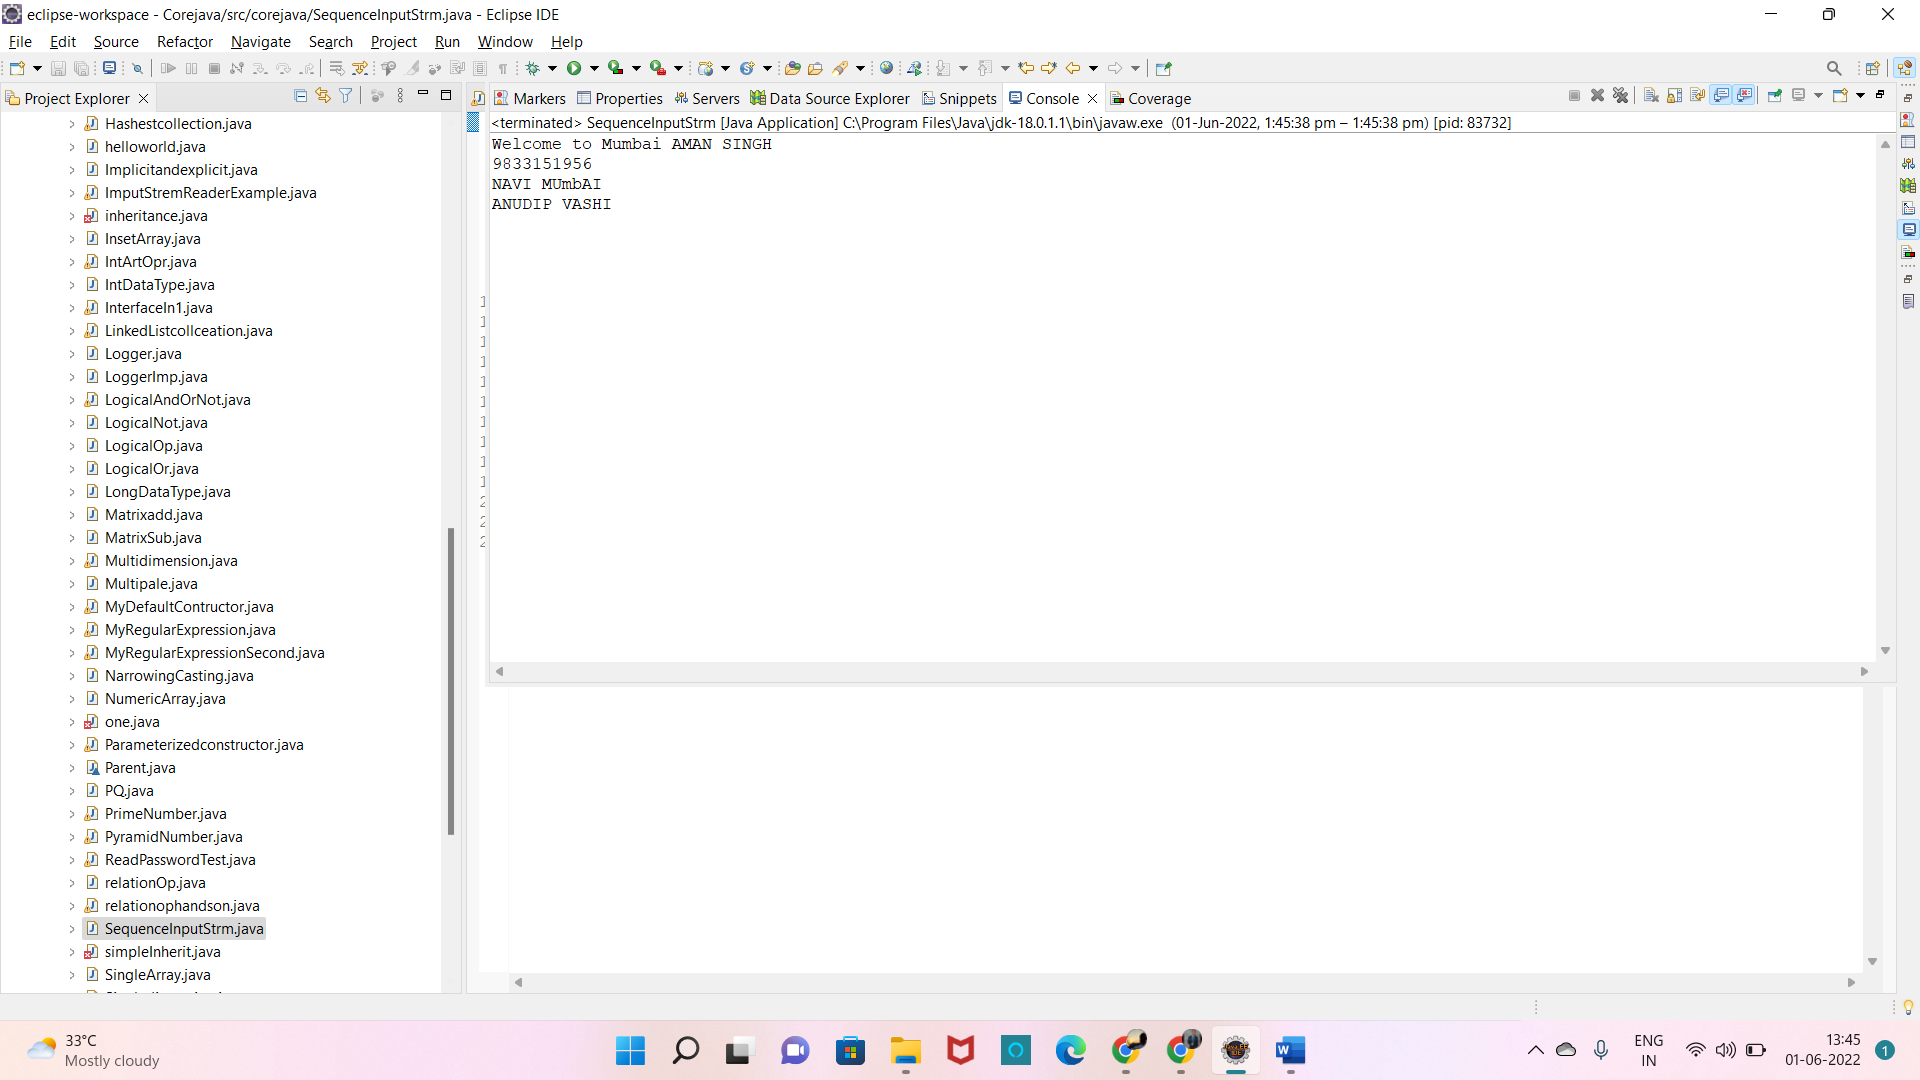 eclipse-workspace - Corejava/src/corejava/SequenceInputStrm.java - Eclipse IDE
File Edit Source Refactor Navigate Search Project Run Window Help
Project Explorer
Markers Properties Servers Data Source Explorer Snippets Console Coverage
<terminated> SequenceInputStrm [Java Application] C:\Program Files\Java\jdk-18.0.1.1\bin\javaw.exe (01-Jun-2022, 1:45:38 pm – 1:45:38 pm) [pid: 83732]
Welcome to Mumbai AMAN SINGH
9833151956
NAVI MUmbAI
ANUDIP VASHI
Hashestcollection.java
helloworld.java
Implicitandexplicit.java
ImputStremReaderExample.java
inheritance.java
InsetArray.java
IntArtOpr.java
IntDataType.java
InterfaceIn1.java
LinkedListcollceation.java
Logger.java
LoggerImp.java
LogicalAndOrNot.java
LogicalNot.java
LogicalOp.java
LogicalOr.java
LongDataType.java
Matrixadd.java
MatrixSub.java
Multidimension.java
Multipale.java
MyDefaultContructor.java
MyRegularExpression.java
MyRegularExpressionSecond.java
NarrowingCasting.java
NumericArray.java
one.java
Parameterizedconstructor.java
Parent.java
PQ.java
PrimeNumber.java
PyramidNumber.java
ReadPasswordTest.java
relationOp.java
relationophandson.java
SequenceInputStrm.java
simpleInherit.java
SingleArray.java
33°C
Mostly cloudy
ENG
IN
13:45
01-06-2022
1